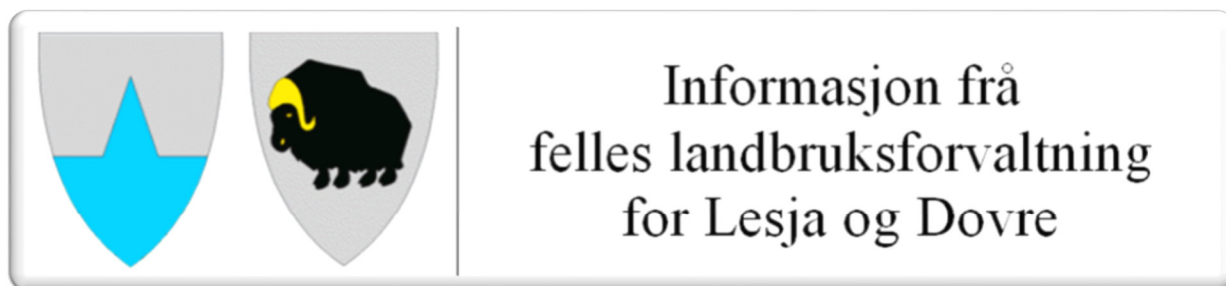 Informasjon frå
felles landbruksforvaltning
for Lesja og Dovre